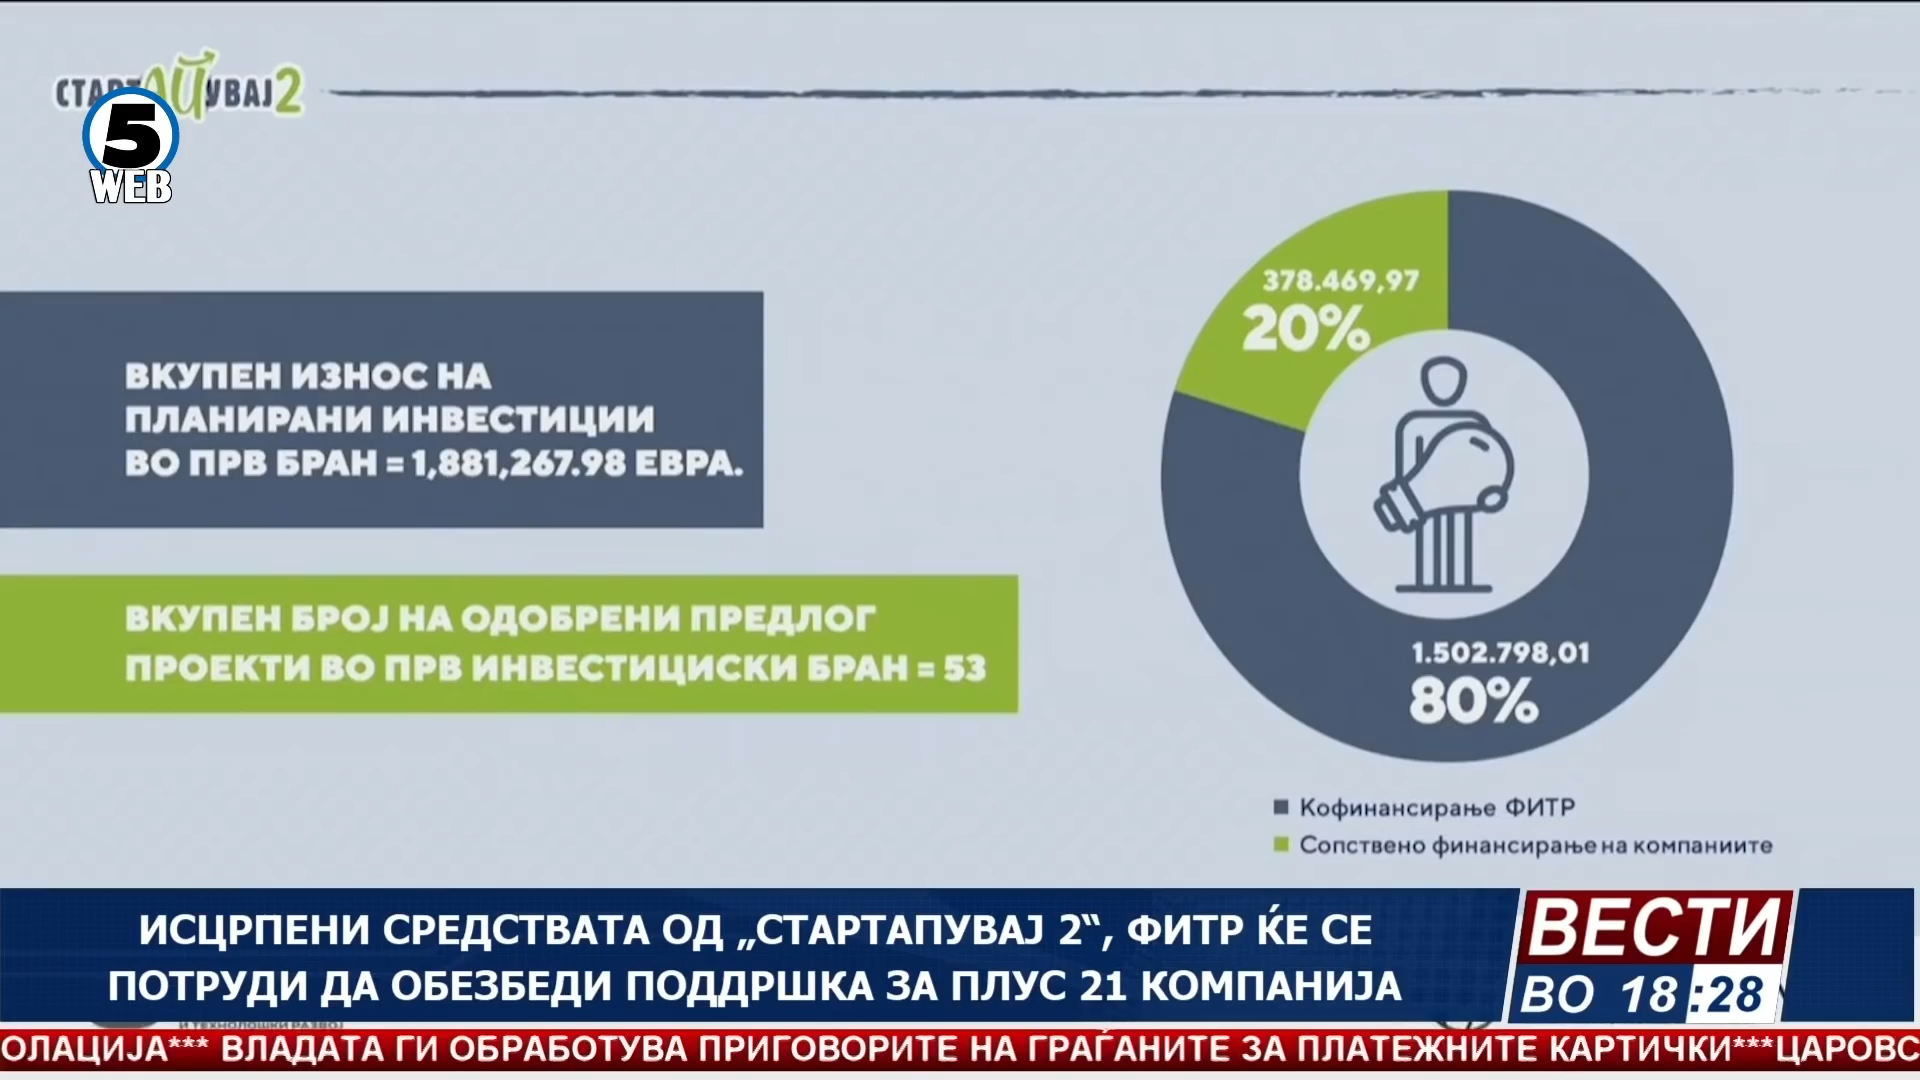 УВАЈ2
5
WEB
378.469,97
20%
ВКУПЕН ИЗНОС НА
ПЛАНИРАНИ ИНВЕСТИЦИИ
ВО ПРВ БРАН = 1,881,267.98 ЕВРА.
ВКУПЕН БРОЈ НА ОДОБРЕНИ ПРЕДЛОГ
ПРОЕКТИ ВО ПРВ ИНВЕСТИЦИСКИ БРАН = 53
1.502.798,01
80%
Кофинансирање ФИТР
Сопствено финансирање на компаниите
ИСЦРПЕНИ СРЕДСТВАТА ОД „СТАРТАПУВАЈ 2“, ФИТР ЌЕ СЕ
ПОТРУДИ ДА ОБЕЗБЕДИ ПОДДРШКА ЗА ПЛУС 21 КОМПАНИЈА
ВЕСТИ
ВО 18:28
И ТЕХНОЛОШКИ РАЗВОЈ
ОЛАЦИЈА*** ВЛАДАТА ГИ ОБРАБОТУВА ПРИГОВОРИТЕ НА ГРАЃАНИТЕ ЗА ПЛАТЕЖНИТЕ КАРТИЧКИ***ЦАРОВС